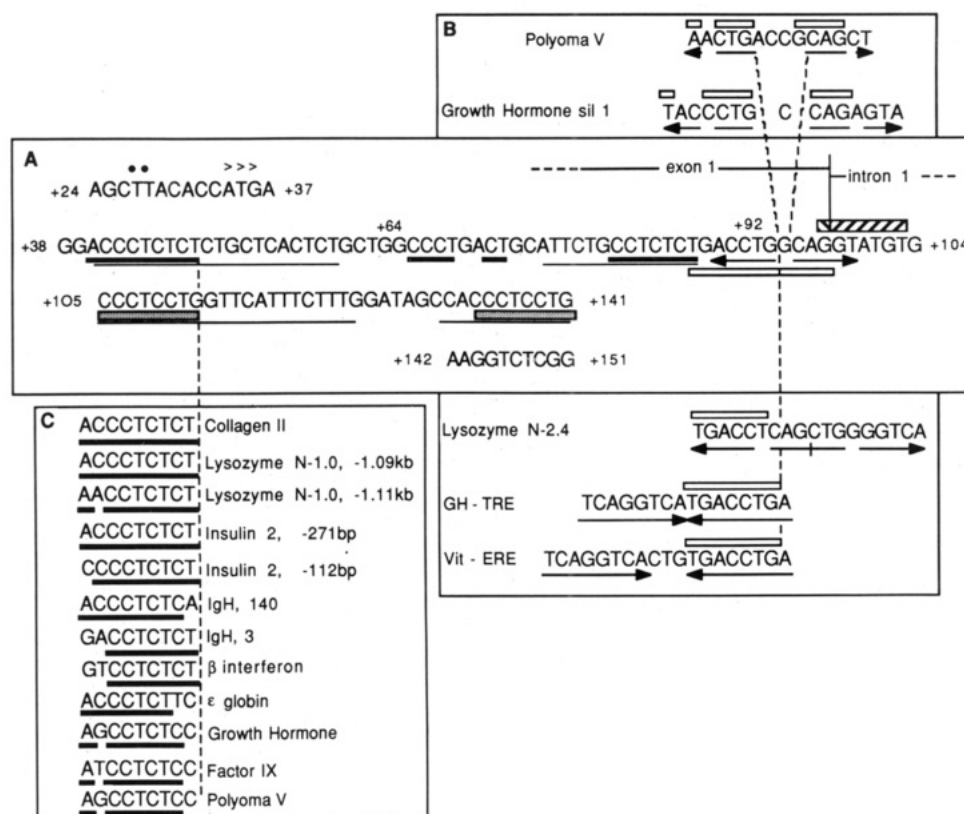 B
Polyoma V AACTGACCGCAGCT
Growth Hormone sil 1 TACCCTG C CAGAGTA
A
>>>
+24 AGCTTACACCATGA +37
exon 1
intron 1
+64 +92
+38 GGACCCTCTCTCTGCTCACTCTGCTGGCCCTGACTGCATTCTGCCTCTCTGACCTGGCAGGTATGTG +104
+105 CCCTCCTGGTTCATTTCTTTGGATAGCCACCCTCCTG +141
+142 AAGGTCTCGG +151
C
ACCCTCTCT Collagen II
ACCCTCTCT Lysozyme N-1.0, -1.09kb
AACCTCTCT Lysozyme N-1.0, -1.11kb
ACCCTCTCT Insulin 2, -271bp
CCCCTCTCT Insulin 2, -112bp
ACCCTCTCA IgH, 140
GACCTCTCT IgH, 3
GTCCTCTCT β interferon
ACCCTCTTC ε globin
AGCCTCTCC Growth Hormone
ATCCTCTCC Factor IX
AGCCTCTCC Polyoma V
Lysozyme N-2.4 TGACCTCAGCTGGGGTCA
GH - TRE TCAGGTCATGACCTGA
Vit - ERE TCAGGTCACTGTGACCTGA